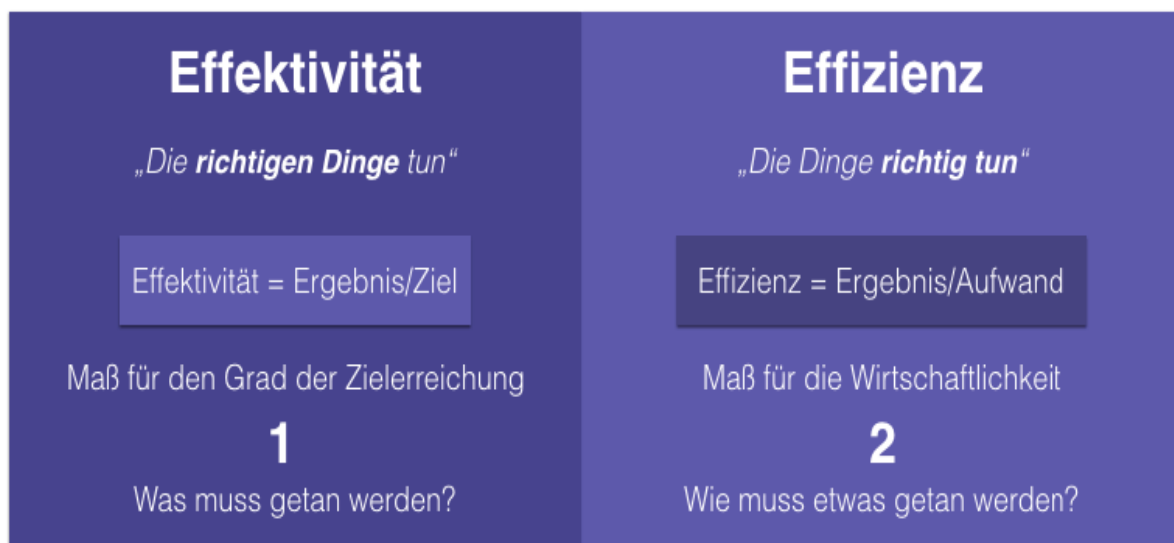 Effektivität
„Die richtigen Dinge tun“
Effektivität = Ergebnis/Ziel
Maß für den Grad der Zielerreichung
1
Was muss getan werden?
Effizienz
„Die Dinge richtig tun“
Effizienz = Ergebnis/Aufwand
Maß für die Wirtschaftlichkeit
2
Wie muss etwas getan werden?